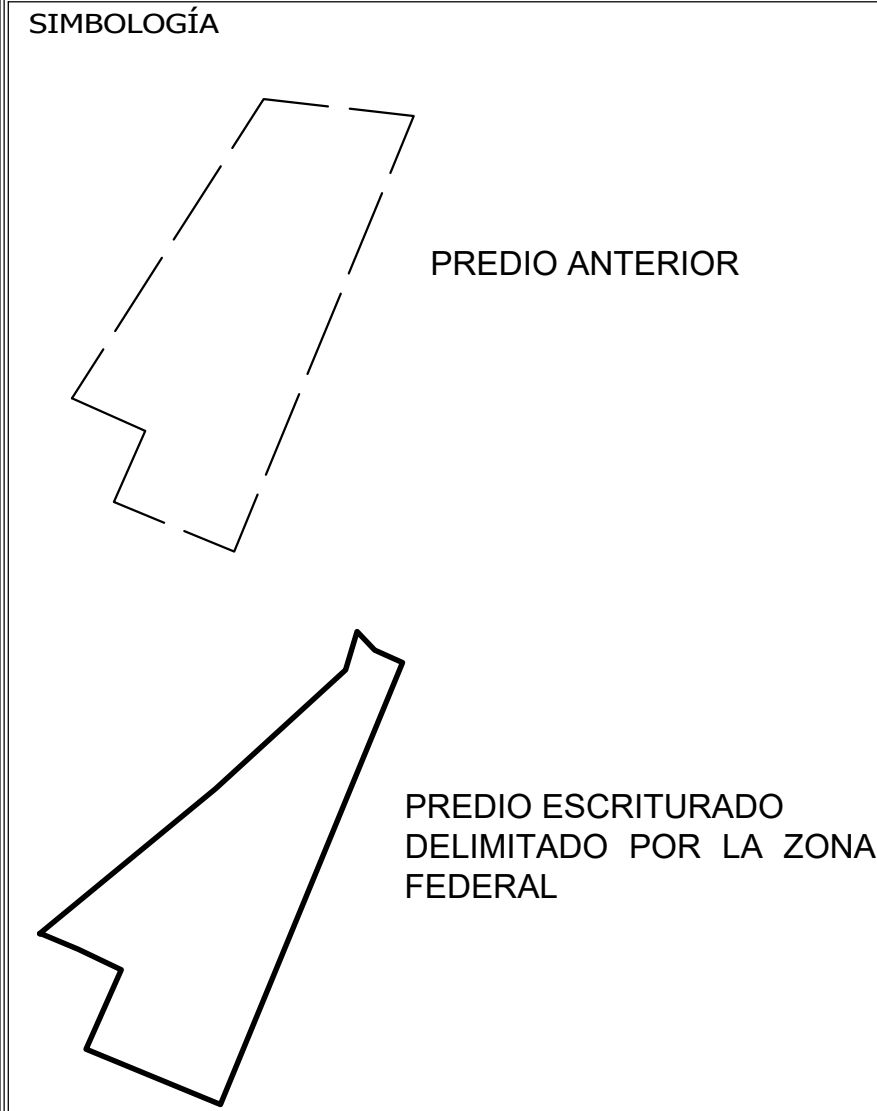 SIMBOLOGÍA
PREDIO ANTERIOR
PREDIO ESCRITURADO
DELIMITADO POR LA ZONA
FEDERAL